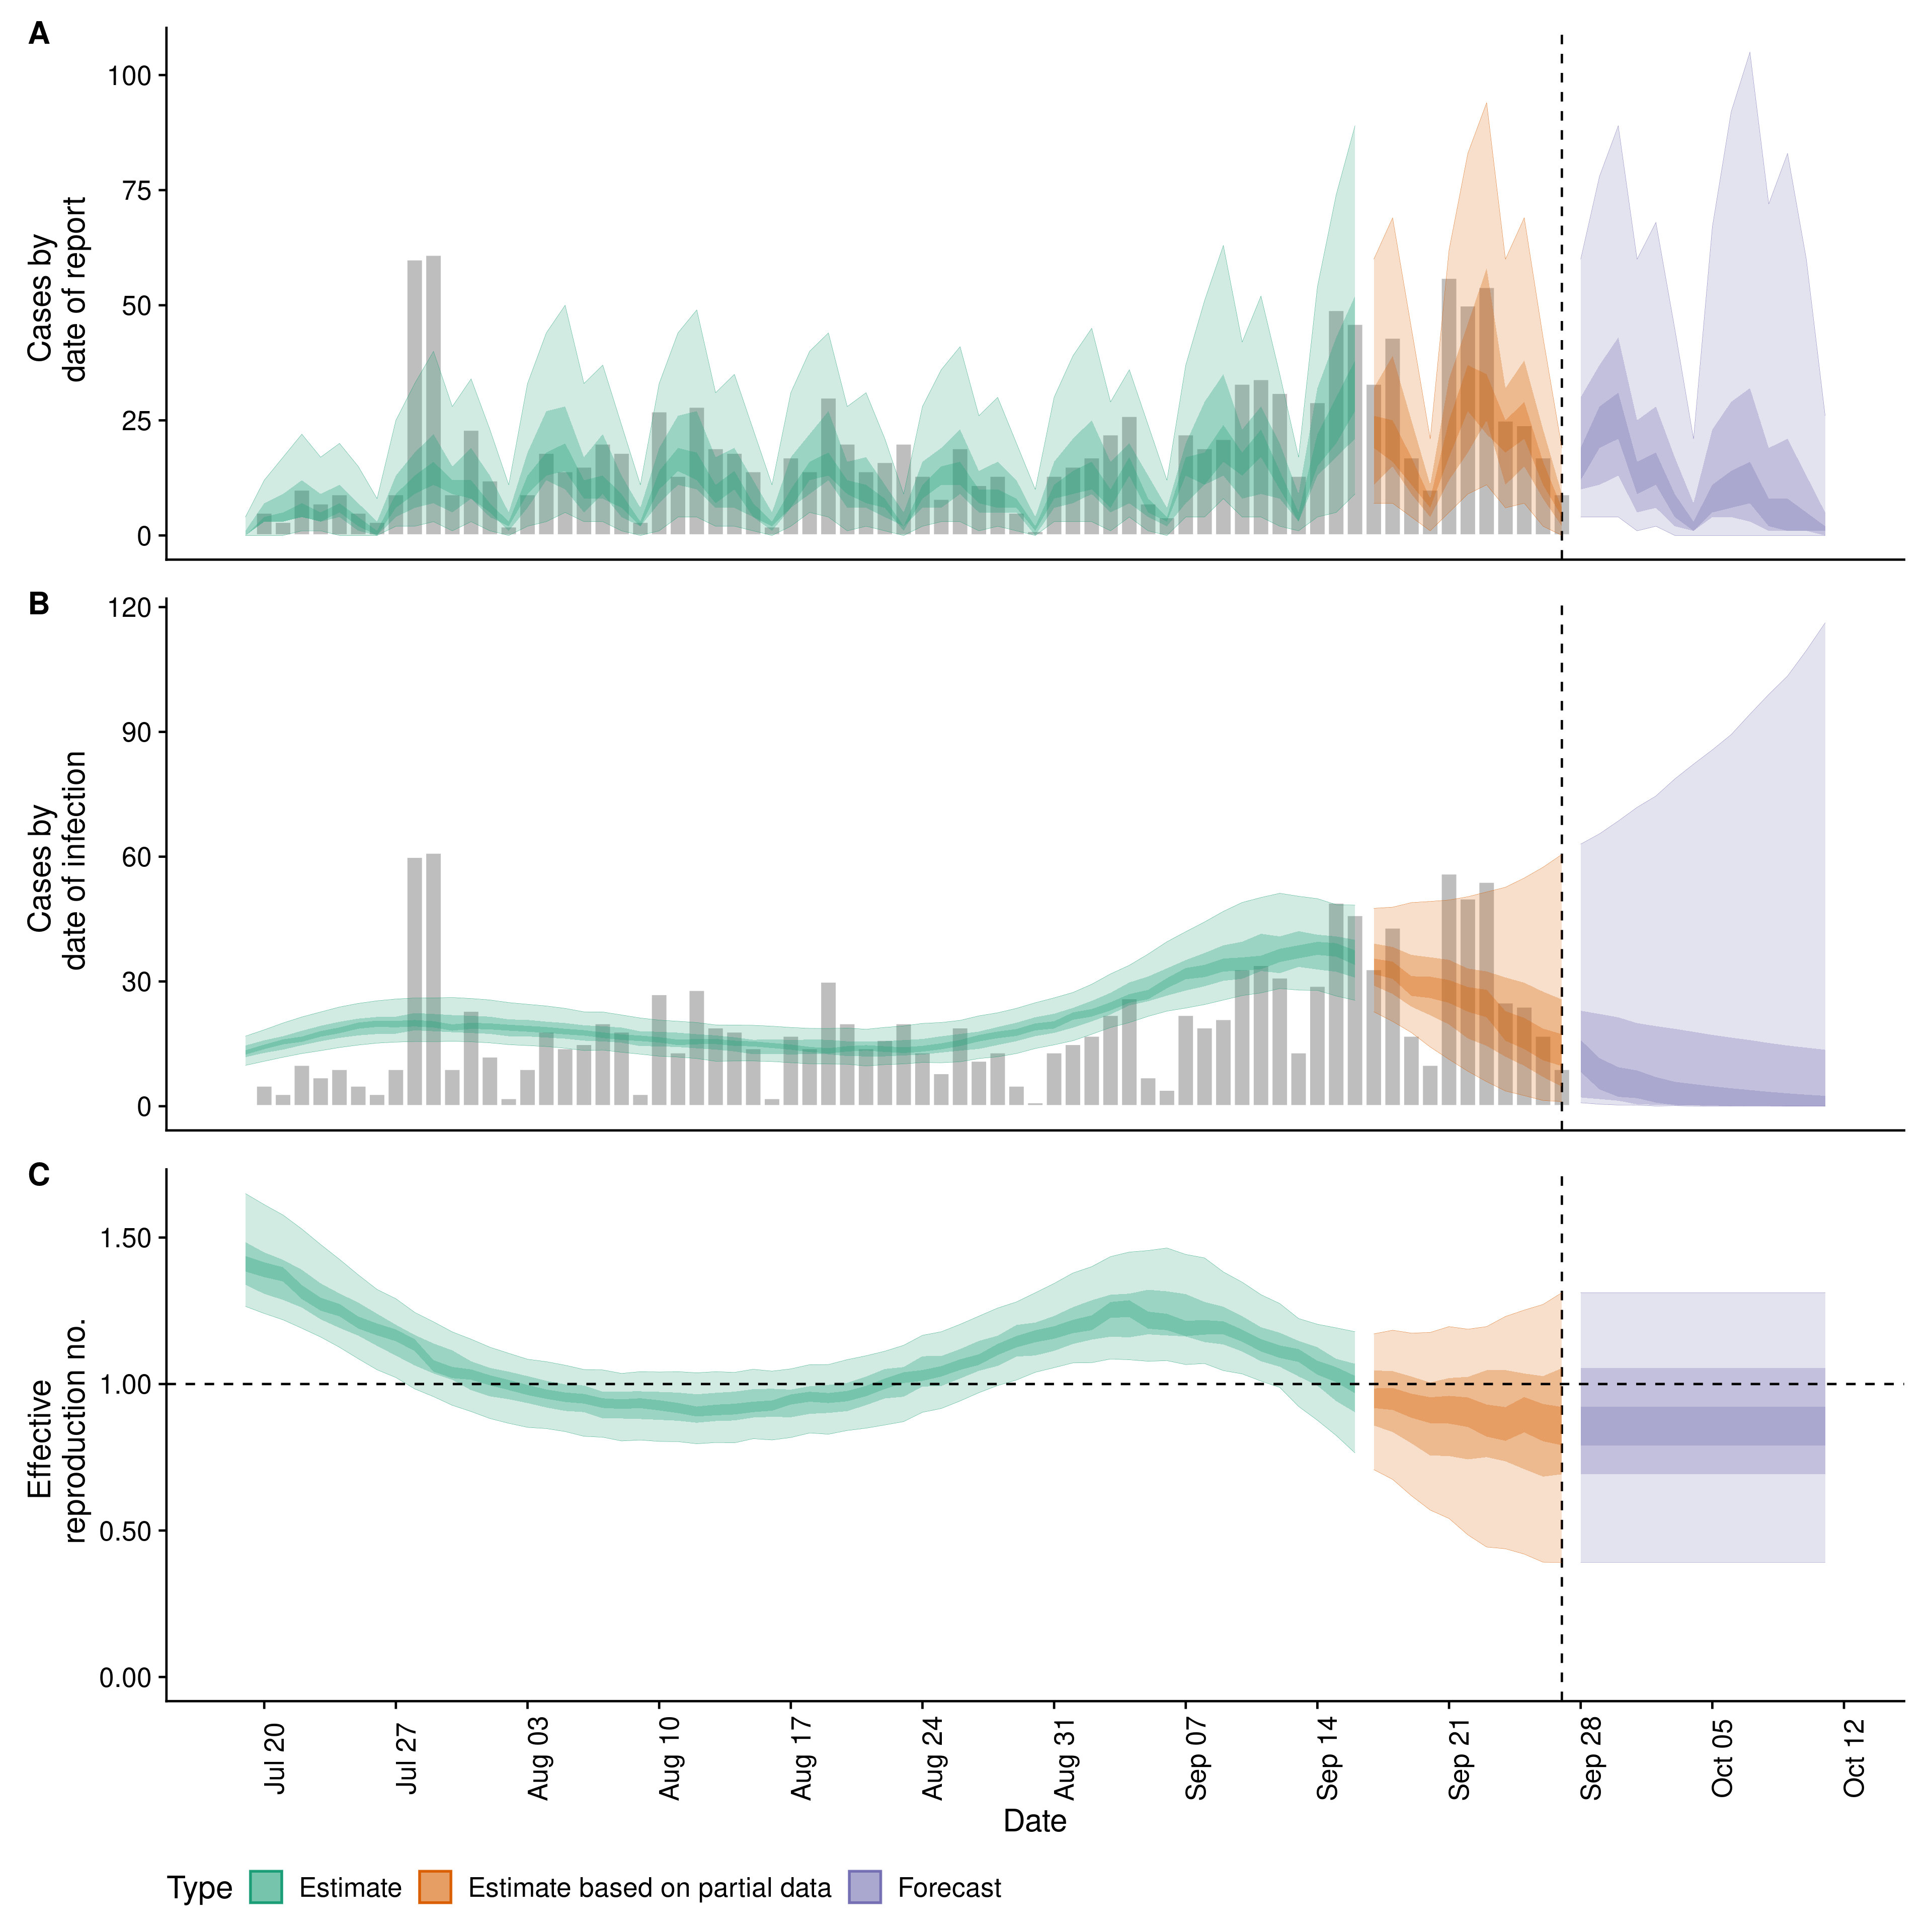 A
Cases by
date of report
100
75
50
25
0
B
Cases by
date of infection
120
90
60
30
0
C
Effective
reproduction no.
1.50
1.00
0.50
0.00
Jul 20
Jul 27
Aug 03
Aug 10
Aug 17
Aug 24
Aug 31
Sep 07
Sep 14
Sep 21
Sep 28
Oct 05
Oct 12
Date
Type Estimate Estimate based on partial data Forecast